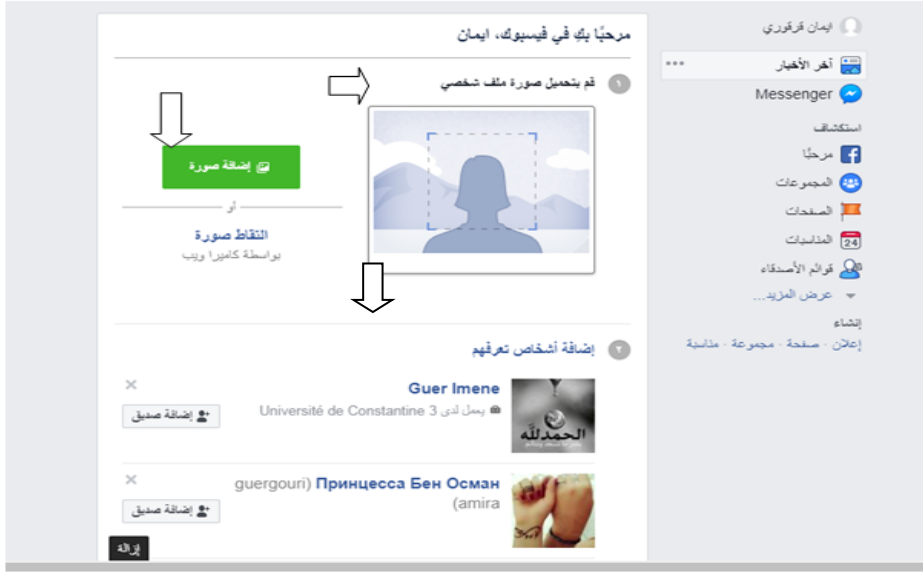 ايمان قرقوري
آخر الأخبار
Messenger
استكشاف
مرحبًا
المجموعات
الصفحات
المناسبات
24
قوائم الأصدقاء
عرض المزيد...
إنشاء
إعلان · صفحة · مجموعة · مناسبة
مرحبًا بكِ في فيسبوك، ايمان
١ قم بتحميل صورة ملف شخصي
إضافة صورة
أو
التقاط صورة
بواسطة كاميرا ويب
٢ إضافة أشخاص تعرفهم
Guer Imene
يعمل لدى Université de Constantine 3
إضافة صديق
الحمدلله
Принцесса Бен Осман (guergouri
amira)
إضافة صديق
إزالة